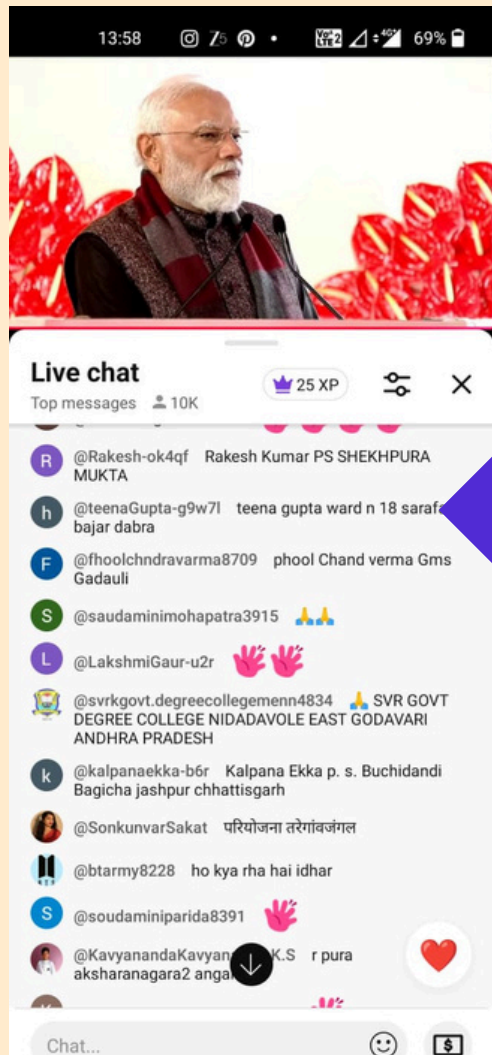 13:58
Vo) LTE2 4G+ 69%
Live chat
25 XP
Top messages 10K
@Rakesh-ok4qf Rakesh Kumar PS SHEKHPURA
MUKTA
@teenaGupta-g9w7l teena gupta ward n 18
bajar dabra
@fhoolchndravarma8709 phool Chand verma Gms
Gadauli
@saudaminimohapatra3915 🙏🙏
@LakshmiGaur-u2r
@svrkgovt.degreecollegemenn4834 🙏 SVR GOVT
DEGREE COLLEGE NIDADAVOLE EAST GODAVARI
ANDHRA PRADESH
@kalpanaekka-b6r Kalpana Ekka p. s. Buchidandi
Bagicha jashpur chhattisgarh
@SonkunvarSakat परियोजना तरेगांवजंगल
@btarmy8228 ho kya rha hai idhar
@soudaminiparida8391
K.S r pura
aksharanagara2
Chat...